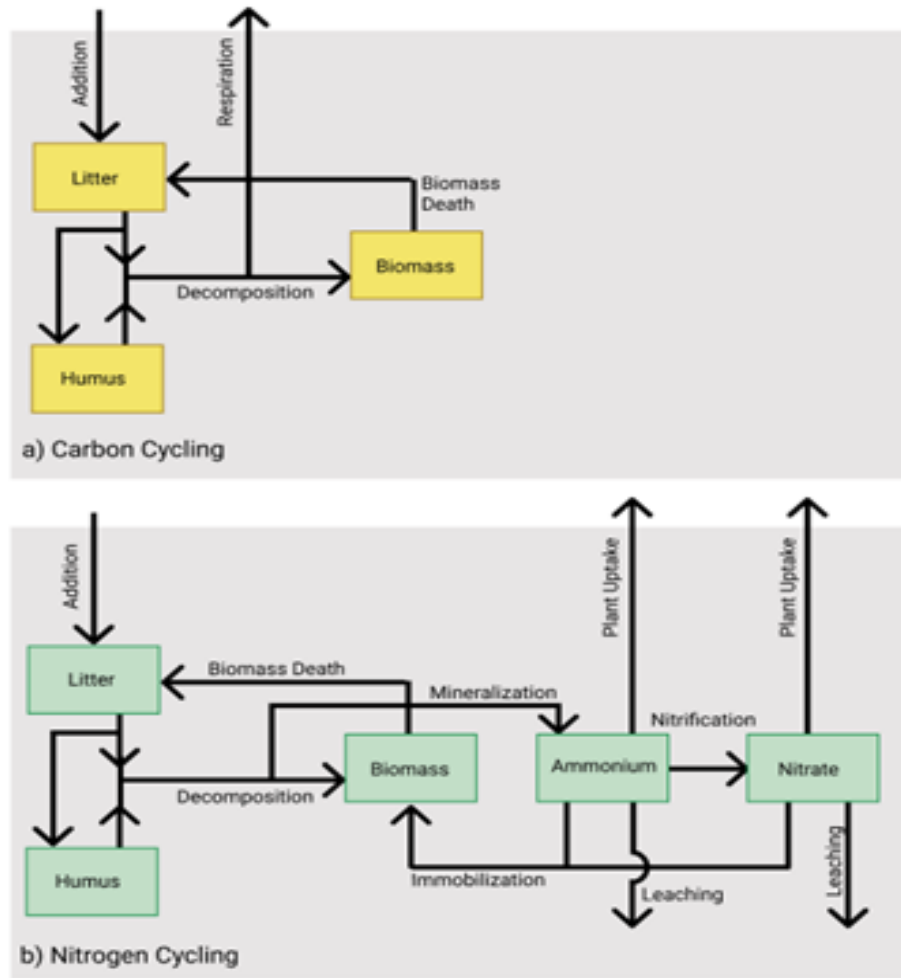 Addition
Respiration
Litter
Biomass
Death
Biomass
Decomposition
Humus
a) Carbon Cycling
Addition
Plant Uptake
Plant Uptake
Litter
Biomass Death
Mineralization
Nitrification
Biomass
Ammonium
Nitrate
Decomposition
Humus
Immobilization
Leaching
Leaching
b) Nitrogen Cycling